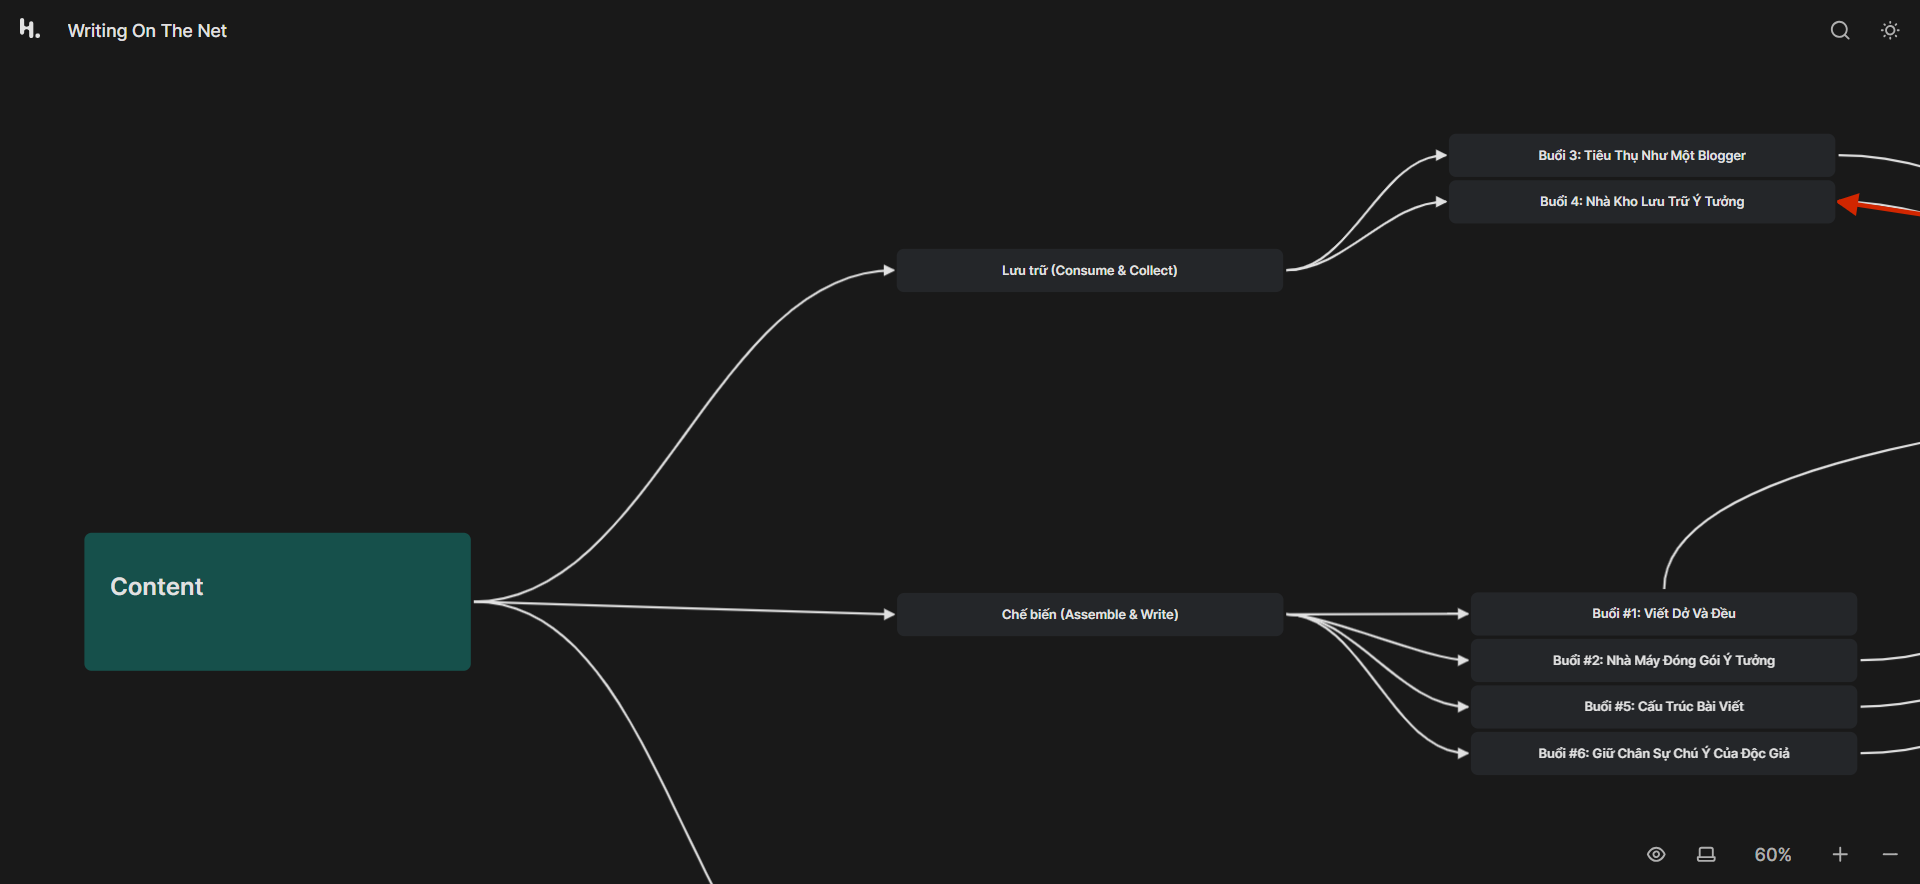 H.
Writing On The Net
Buổi 3: Tiêu Thụ Như Một Blogger
Buổi 4: Nhà Kho Lưu Trữ Ý Tưởng
Lưu trữ (Consume & Collect)
Content
Chế biến (Assemble & Write)
Buổi #1: Viết Dở Và Đều
Buổi #2: Nhà Máy Đóng Gói Ý Tưởng
Buổi #5: Cấu Trúc Bài Viết
Buổi #6: Giữ Chân Sự Chú Ý Của Độc Giả
60%